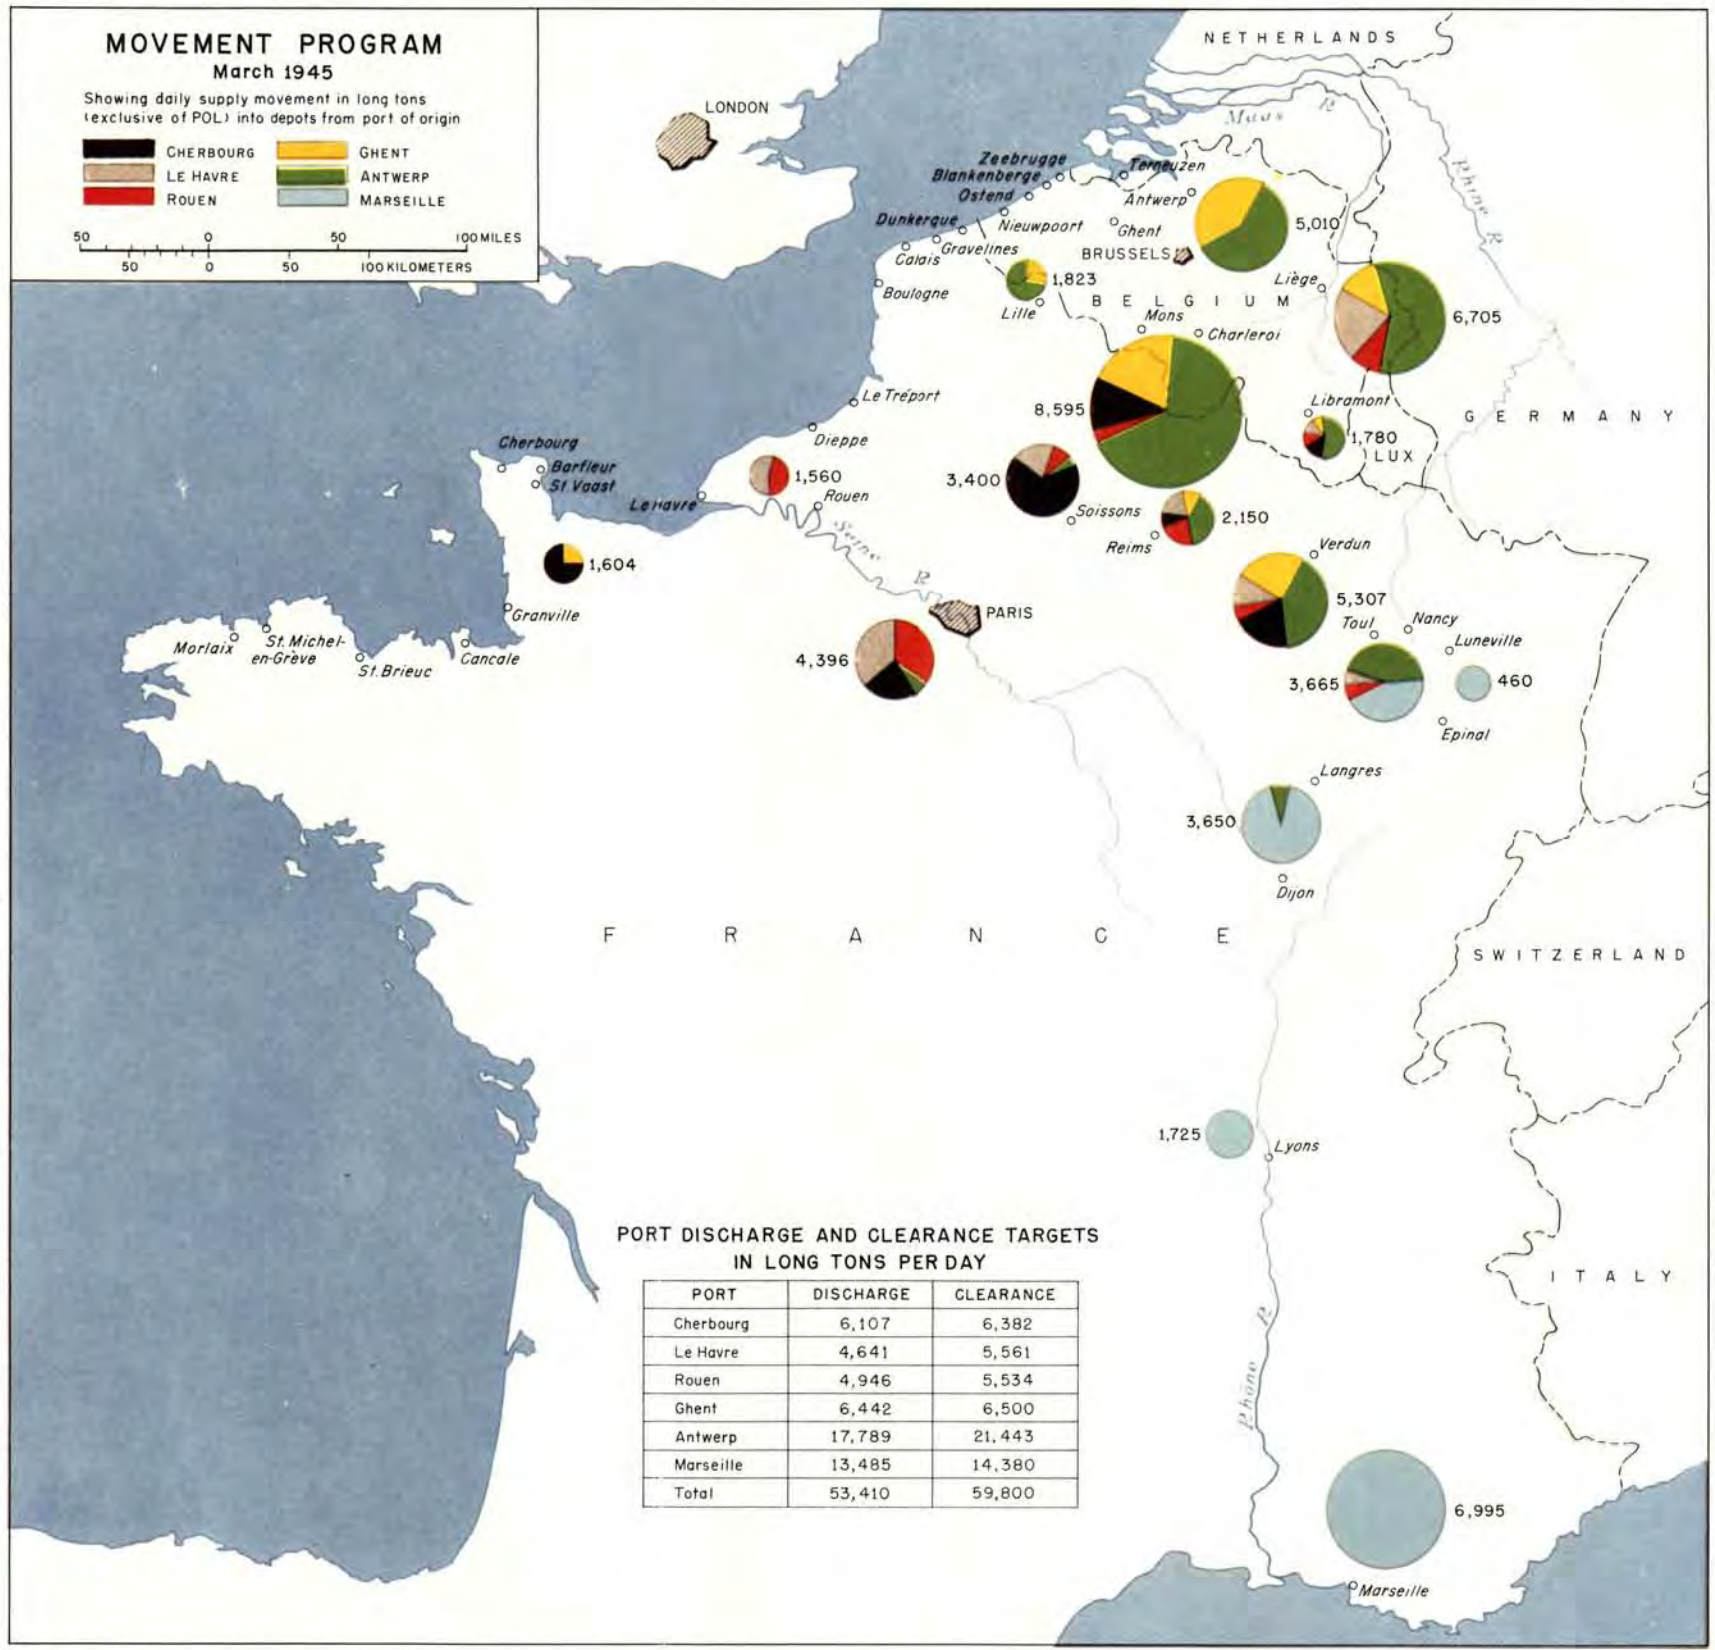 MOVEMENT PROGRAM
March 1945
Showing daily supply movement in long tons
(exclusive of POL) into depots from port of origin
CHERBOURG
GHENT
LE HAVRE
ANTWERP
ROUEN
MARSEILLE
50 0 50 100 MILES
50 0 50 100 KILOMETERS
NETHERLANDS
LONDON
Maas R
Rhine R
Zeebrugge
Terneuzen
Blankenberge
Ostend
Antwerp
Dunkerque
Nieuwpoort
Ghent
5,010
Gravelines
BRUSSELS
Calais
1,823
Liège
Boulogne
BELGIUM
Lille
Mons
6,705
Charleroi
Le Tréport
8,595
Libramont
GERMANY
Dieppe
1,780
Cherbourg
LUX
Barfleur
St. Vaast
1,560
3,400
Le Havre
Rouen
Soissons
2,150
Seine R
Reims
Verdun
1,604
5,307
Granville
PARIS
Toul
Nancy
Morlaix
St. Michel-
en-Grève
Luneville
St. Brieuc
Cancale
4,396
3,665
460
Epinal
Langres
3,650
Dijon
FRANCE
SWITZERLAND
1,725
Lyons
PORT DISCHARGE AND CLEARANCE TARGETS
IN LONG TONS PER DAY
PORT DISCHARGE CLEARANCE
Cherbourg 6,107 6,382
Le Havre 4,641 5,561
Rouen 4,946 5,534
Ghent 6,442 6,500
Antwerp 17,789 21,443
Marseille 13,485 14,380
Total 53,410 59,800
ITALY
Rhône R
6,995
Marseille